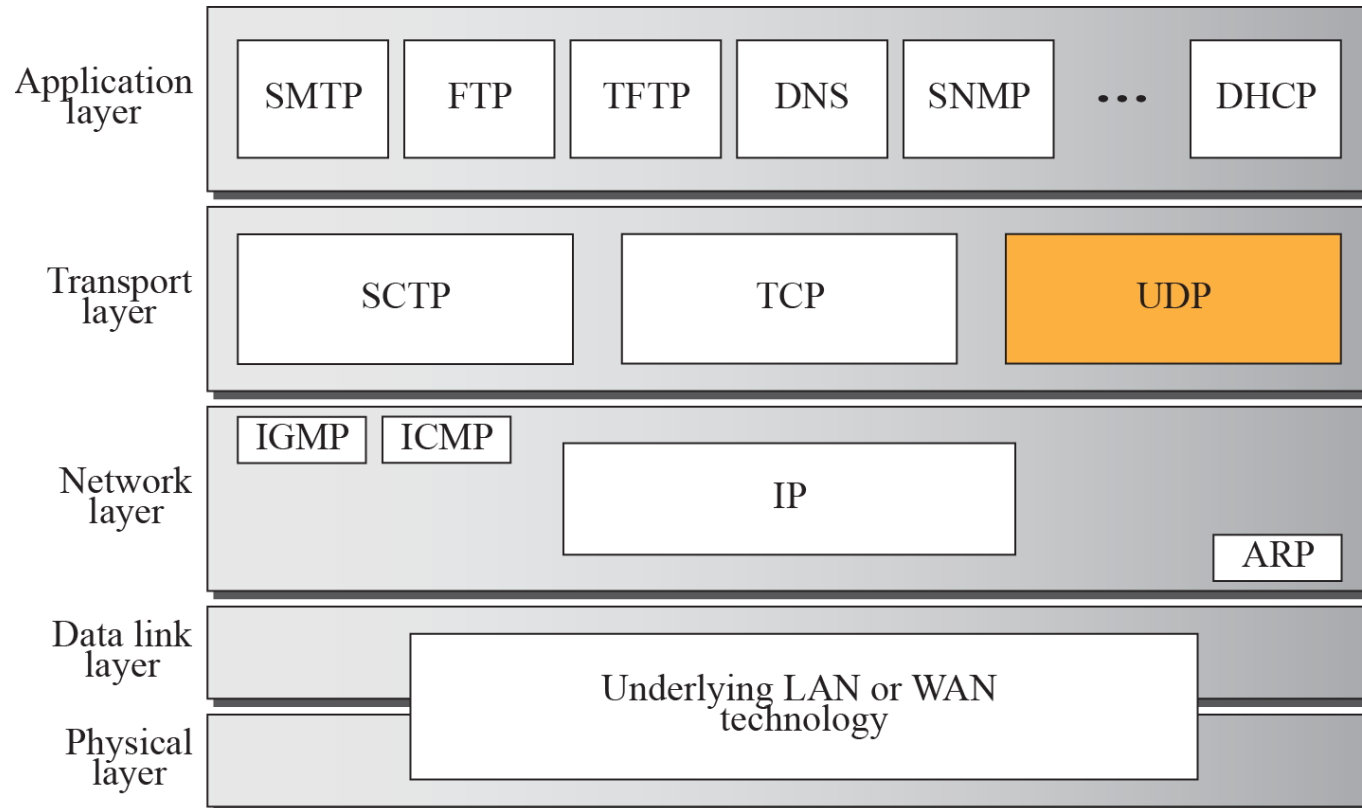 Application
layer
SMTP
FTP
TFTP
DNS
SNMP
...
DHCP
Transport
layer
SCTP
TCP
UDP
Network
layer
IGMP
ICMP
IP
ARP
Data link
layer
Underlying LAN or WAN
technology
Physical
layer